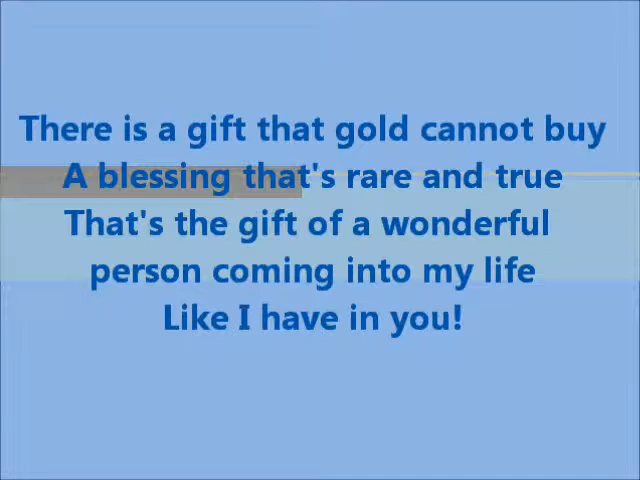 There is a gift that gold cannot buy
A blessing that's rare and true
That's the gift of a wonderful
person coming into my life
Like I have in you!